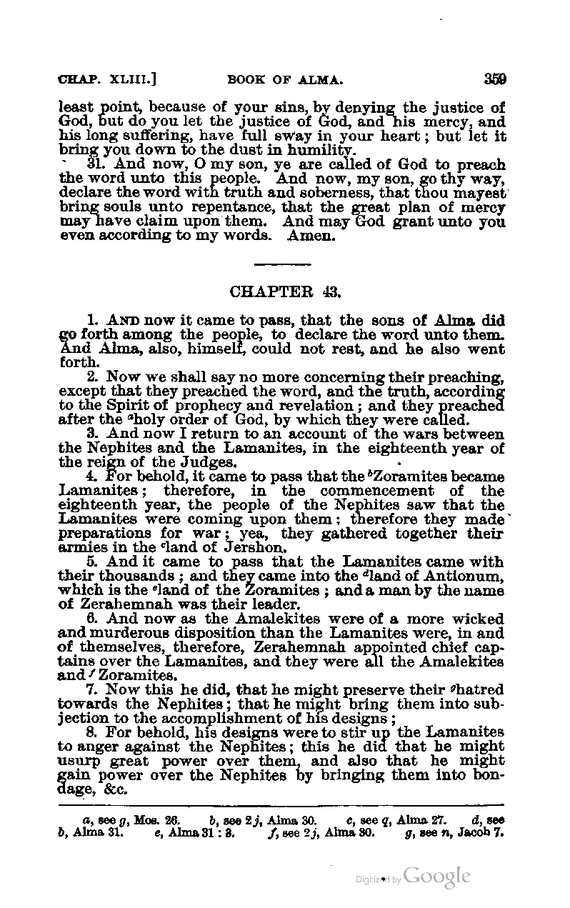 CHAP. XLIII.] BOOK OF ALMA. 359
least point, because of your sins, by denying the justice of
God, but do you let the justice of God, and his mercy, and
his long suffering, have full sway in your heart; but let it
bring you down to the dust in humility.
31. And now, O my son, ye are called of God to preach
the word unto this people. And now, my son, go thy way,
declare the word with truth and soberness, that thou mayest
bring souls unto repentance, that the great plan of mercy
may have claim upon them. And may God grant unto you
even according to my words. Amen.
CHAPTER 43.
1. AND now it came to pass, that the sons of Alma did
go forth among the people, to declare the word unto them.
And Alma, also, himself, could not rest, and he also went
forth.
2. Now we shall say no more concerning their preaching,
except that they preached the word, and the truth, according
to the Spirit of prophecy and revelation; and they preached
after the ᵃholy order of God, by which they were called.
3. And now I return to an account of the wars between
the Nephites and the Lamanites, in the eighteenth year of
the reign of the Judges.
4. For behold, it came to pass that the ᵇZoramites became
Lamanites; therefore, in the commencement of the
eighteenth year, the people of the Nephites saw that the
Lamanites were coming upon them; therefore they made
preparations for war; yea, they gathered together their
armies in the ᶜland of Jershon.
5. And it came to pass that the Lamanites came with
their thousands; and they came into the ᵈland of Antionum,
which is the ᵉland of the Zoramites; and a man by the name
of Zerahemnah was their leader.
6. And now as the Amalekites were of a more wicked
and murderous disposition than the Lamanites were, in and
of themselves, therefore, Zerahemnah appointed chief cap-
tains over the Lamanites, and they were all the Amalekites
and ᶠZoramites.
7. Now this he did, that he might preserve their ᵍhatred
towards the Nephites; that he might bring them into sub-
jection to the accomplishment of his designs;
8. For behold, his designs were to stir up the Lamanites
to anger against the Nephites; this he did that he might
usurp great power over them, and also that he might
gain power over the Nephites by bringing them into bon-
dage, &c.
a, see g, Mos. 26. b, see 2j, Alma 30. c, see q, Alma 27. d, see
b, Alma 31. e, Alma 31 : 3. f, see 2j, Alma 30. g, see n, Jacob 7.
Digitized by Google